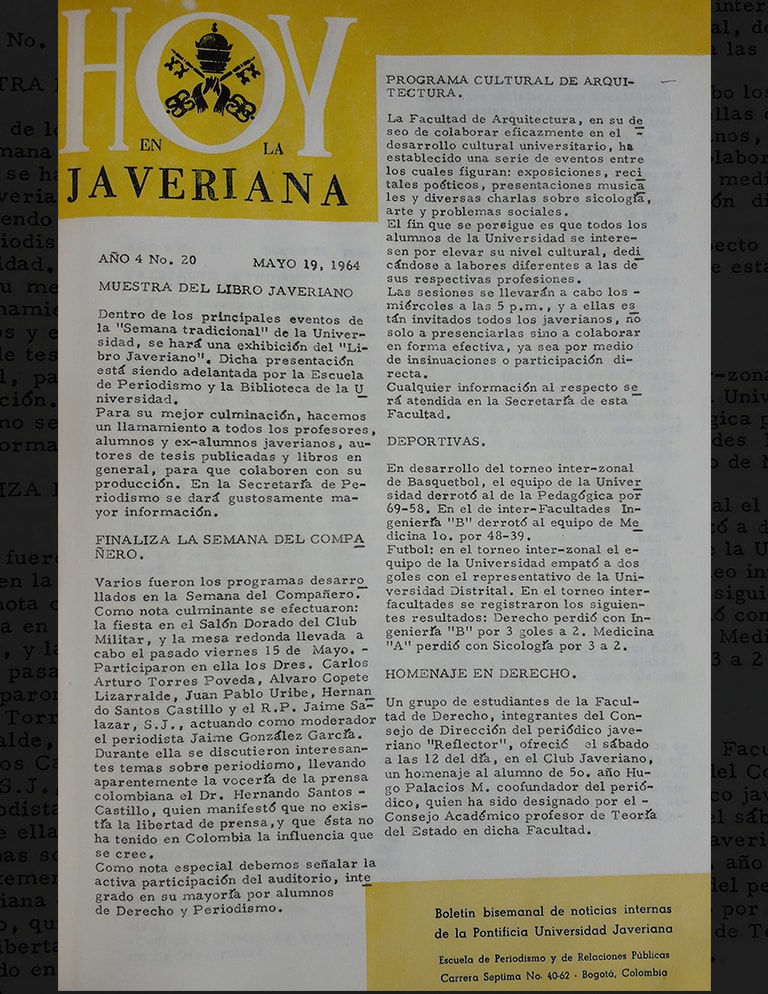 HOY
EN LA
JAVERIANA
AÑO 4 No. 20 MAYO 19, 1964
MUESTRA DEL LIBRO JAVERIANO
Dentro de los principales eventos de
la "Semana tradicional" de la Univer-
sidad, se hará una exhibición del "Li-
bro Javeriano". Dicha presentación
está siendo adelantada por la Escuela
de Periodismo y la Biblioteca de la U
niversidad.
Para su mejor culminación, hacemos
un llamamiento a todos los profesores,
alumnos y ex-alumnos javerianos, au-
tores de tesis publicadas y libros en
general, para que colaboren con su
producción. En la Secretaría de Pe-
riodismo se dará gustosamente ma-
yor información.
FINALIZA LA SEMANA DEL COMPA
ÑERO.
Varios fueron los programas desarro
llados en la Semana del Compañero.
Como nota culminante se efectuaron:
la fiesta en el Salón Dorado del Club
Militar, y la mesa redonda llevada a
cabo el pasado viernes 15 de Mayo. -
Participaron en ella los Dres. Carlos
Arturo Torres Poveda, Alvaro Copete
Lizarralde, Juan Pablo Uribe, Hernan
do Santos Castillo y el R.P. Jaime Sa-
lazar, S.J., actuando como moderador
el periodista Jaime González García.
Durante ella se discutieron interesan-
tes temas sobre periodismo, llevando
aparentemente la vocería de la prensa
colombiana el Dr. Hernando Santos -
Castillo, quien manifestó que no exis-
tía la libertad de prensa,y que ésta no
ha tenido en Colombia la influencia que
se cree.
Como nota especial debemos señalar la
activa participación del auditorio, inte
grado en su mayoría por alumnos
de Derecho y Periodismo.
PROGRAMA CULTURAL DE ARQUI-
TECTURA.
La Facultad de Arquitectura, en su de
seo de colaborar eficazmente en el -
desarrollo cultural universitario, ha
establecido una serie de eventos entre
los cuales figuran: exposiciones, reci
tales poéticos, presentaciones musica
les y diversas charlas sobre sicología,
arte y problemas sociales.
El fin que se persigue es que todos los
alumnos de la Universidad se intere-
sen por elevar su nivel cultural, dedi
cándose a labores diferentes a las de
sus respectivas profesiones.
Las sesiones se llevarán a cabo los -
miércoles a las 5 p.m., y a ellas es
tán invitados todos los javerianos, no
solo a presenciarlas sino a colaborar
en forma efectiva, ya sea por medio
de insinuaciones o participación di-
recta.
Cualquier información al respecto se
rá atendida en la Secretaría de esta
Facultad.
DEPORTIVAS.
En desarrollo del torneo inter-zonal
de Basquetbol, el equipo de la Univer
sidad derrotó al de la Pedagógica por
69-58. En el de inter-Facultades In-
geniería "B" derrotó al equipo de Me
dicina 1o. por 48-39.
Futbol: en el torneo inter-zonal el e-
quipo de la Universidad empató a dos
goles con el representativo de la Uni-
versidad Distrital. En el torneo inter-
facultades se registraron los siguien-
tes resultados: Derecho perdió con In-
geniería "B" por 3 goles a 2. Medicina
"A" perdió con Sicología por 3 a 2.
HOMENAJE EN DERECHO.
Un grupo de estudiantes de la Facul-
tad de Derecho, integrantes del Con-
sejo de Dirección del periódico jave-
riano "Reflector", ofreció el sábado
a las 12 del día, en el Club Javeriano,
un homenaje al alumno de 5o. año Hu-
go Palacios M. coofundador del perió-
dico, quien ha sido designado por el -
Consejo Académico profesor de Teoría
del Estado en dicha Facultad.
Boletín bisemanal de noticias internas
de la Pontificia Universidad Javeriana
Escuela de Periodismo y de Relaciones Públicas
Carrera Septima No. 40-62 - Bogotá, Colombia